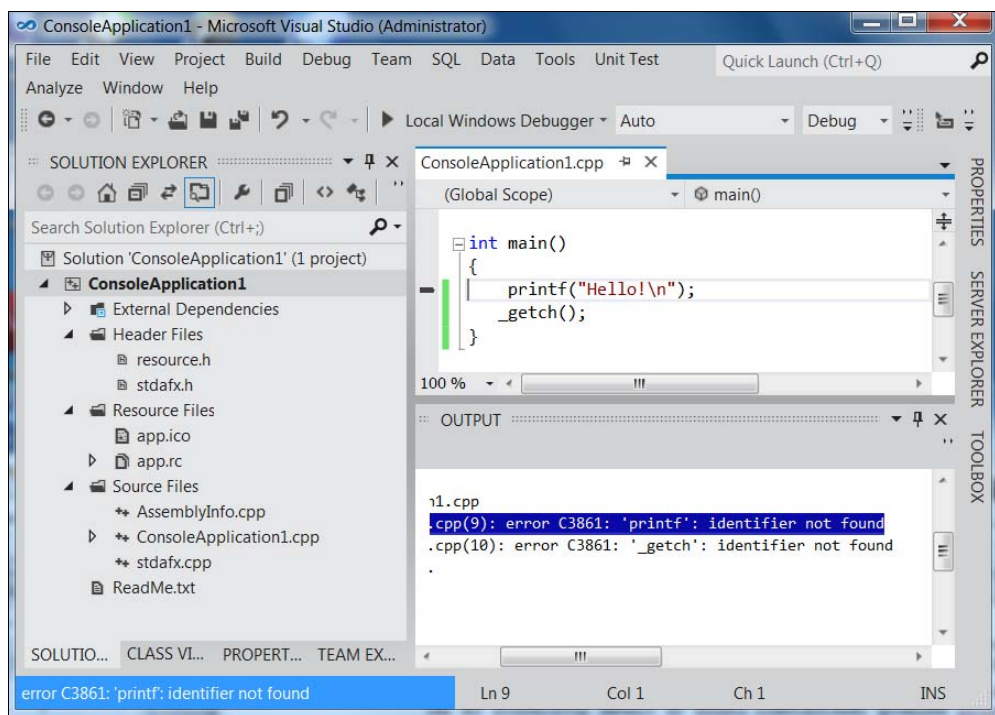 ConsoleApplication1 - Microsoft Visual Studio (Administrator)
File Edit View Project Build Debug Team SQL Data Tools Unit Test
Quick Launch (Ctrl+Q)
Analyze Window Help
Local Windows Debugger Auto Debug
SOLUTION EXPLORER
Search Solution Explorer (Ctrl+;)
Solution 'ConsoleApplication1' (1 project)
ConsoleApplication1
External Dependencies
Header Files
resource.h
stdafx.h
Resource Files
app.ico
app.rc
Source Files
AssemblyInfo.cpp
ConsoleApplication1.cpp
stdafx.cpp
ReadMe.txt
SOLUTIO... CLASS VI... PROPERT... TEAM EX...
ConsoleApplication1.cpp
(Global Scope) main()
int main()
{
printf("Hello!\n");
_getch();
}
100 %
OUTPUT
1.cpp
.cpp(9): error C3861: 'printf': identifier not found
.cpp(10): error C3861: '_getch': identifier not found
.
PROPERTIES
SERVER EXPLORER
TOOLBOX
error C3861: 'printf': identifier not found
Ln 9 Col 1 Ch 1 INS